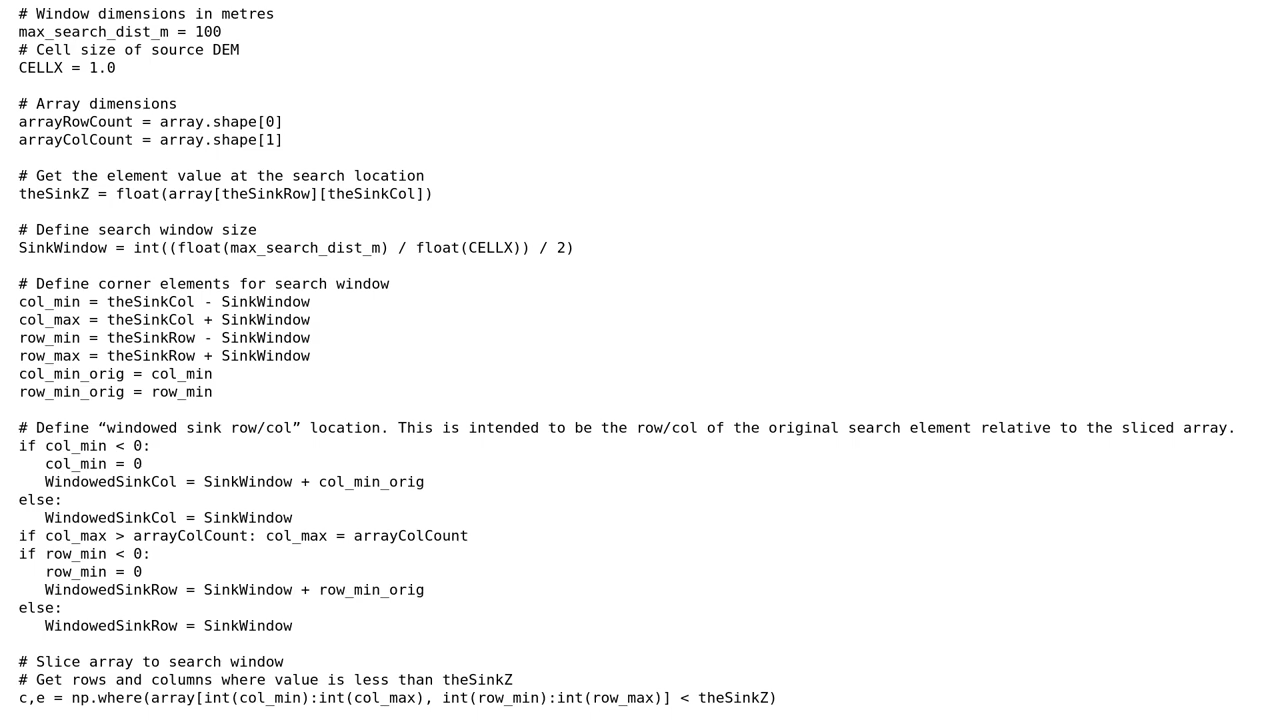 # Window dimensions in metres
max_search_dist_m = 100
# Cell size of source DEM
CELLX = 1.0

# Array dimensions
arrayRowCount = array.shape[0]
arrayColCount = array.shape[1]

# Get the element value at the search location
theSinkZ = float(array[theSinkRow][theSinkCol])

# Define search window size
SinkWindow = int((float(max_search_dist_m) / float(CELLX)) / 2)

# Define corner elements for search window
col_min = theSinkCol - SinkWindow
col_max = theSinkCol + SinkWindow
row_min = theSinkRow - SinkWindow
row_max = theSinkRow + SinkWindow
col_min_orig = col_min
row_min_orig = row_min

# Define “windowed sink row/col” location. This is intended to be the row/col of the original search element relative to the sliced array.
if col_min < 0:
   col_min = 0
   WindowedSinkCol = SinkWindow + col_min_orig
else:
   WindowedSinkCol = SinkWindow
if col_max > arrayColCount: col_max = arrayColCount
if row_min < 0:
   row_min = 0
   WindowedSinkRow = SinkWindow + row_min_orig
else:
   WindowedSinkRow = SinkWindow

# Slice array to search window
# Get rows and columns where value is less than theSinkZ
c,e = np.where(array[int(col_min):int(col_max), int(row_min):int(row_max)] < theSinkZ)